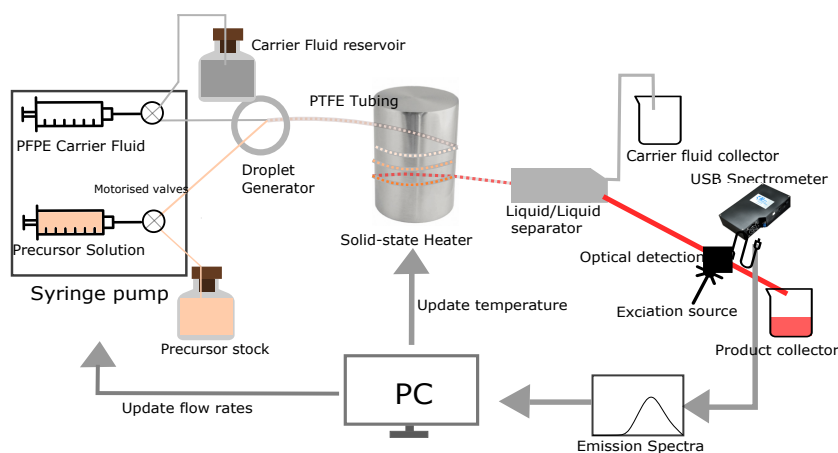 Carrier Fluid reservoir
PTFE Tubing
PFPE Carrier Fluid
Carrier fluid collector
Droplet
Generator
USB Spectrometer
Motorised valves
Liquid/Liquid
separator
Precursor Solution
Solid-state Heater
Optical detection
Syringe pump
Update temperature
Exciation source
Precursor stock
Product collector
PC
Update flow rates
Emission Spectra